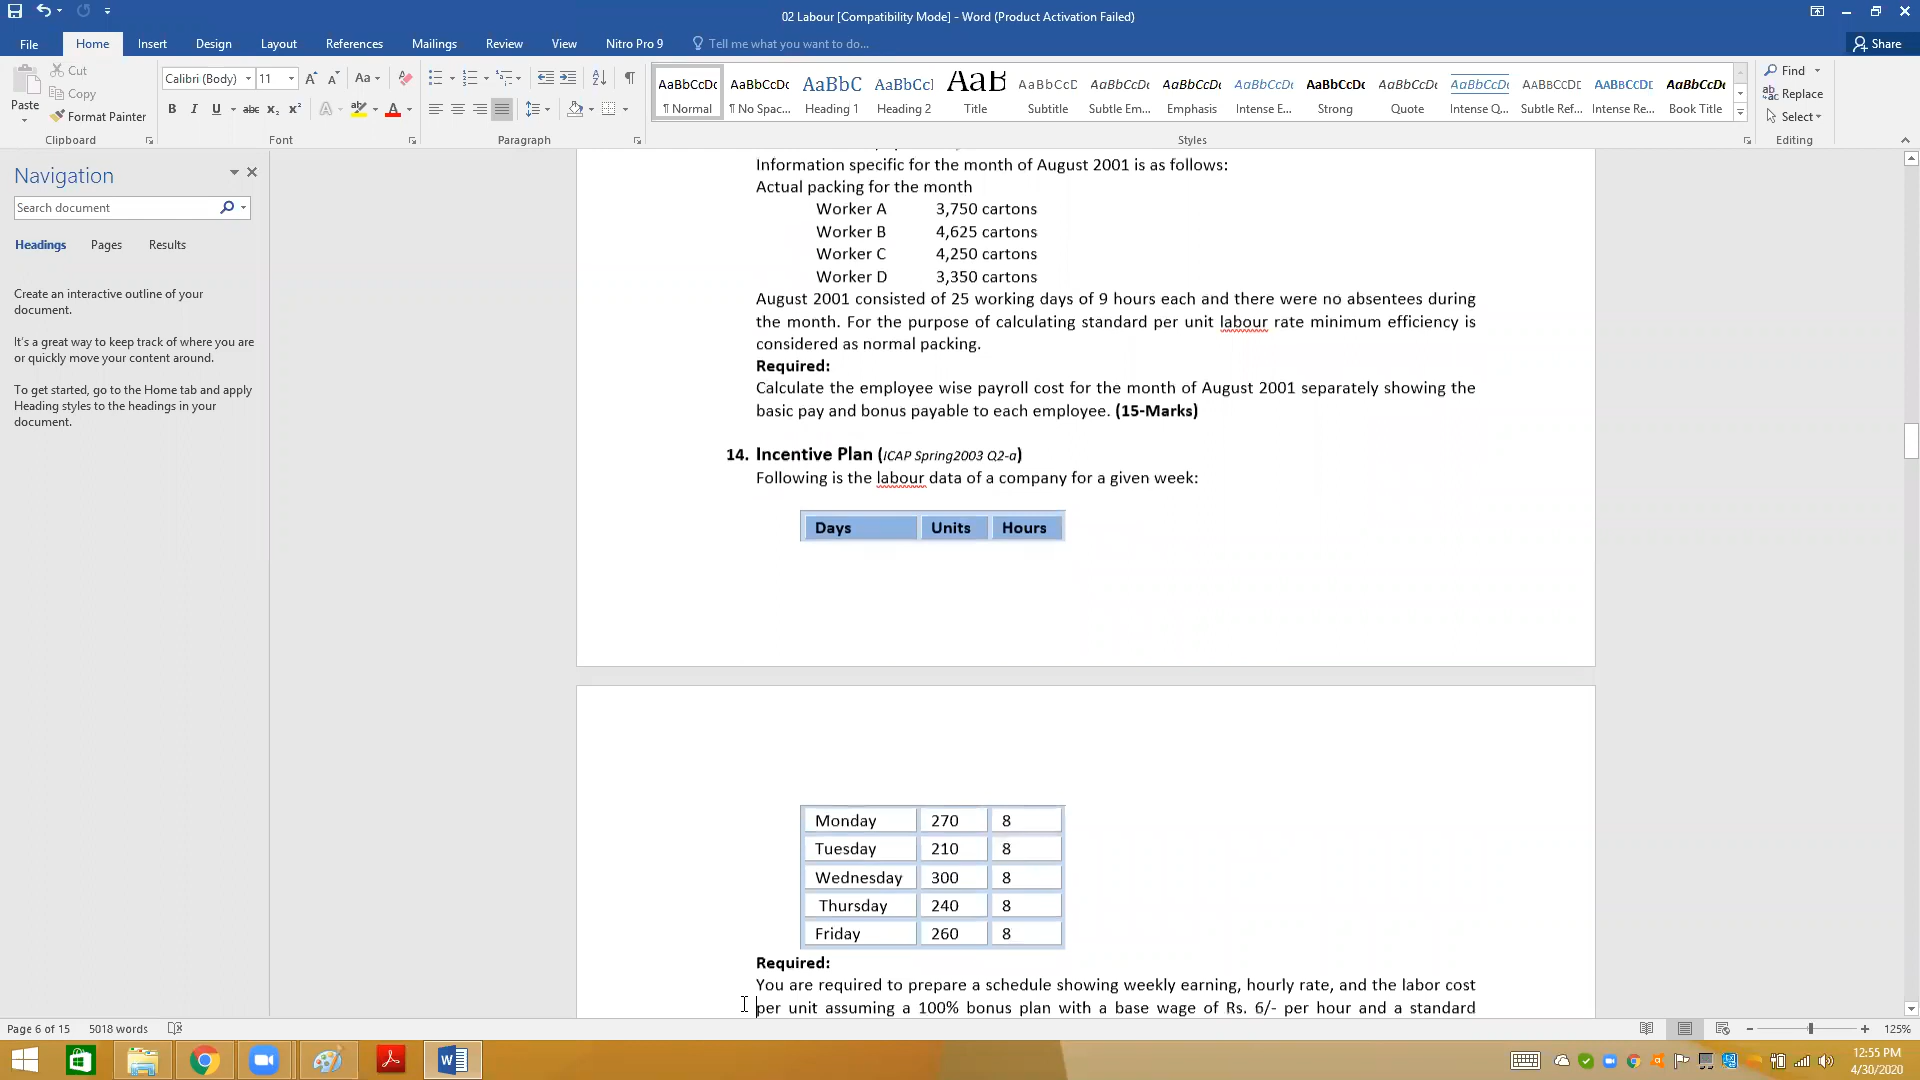 02 Labour [Compatibility Mode] - Word (Product Activation Failed)
File Home Insert Design Layout References Mailings Review View Nitro Pro 9 Tell me what you want to do... Share
Paste Cut Copy Format Painter
Calibri (Body) 11
AaBbCcDc AaBbCcDc AaBbC AaBbCcI AaB AaBbCcD AaBbCcDc AaBbCcDc AaBbCcDc AaBbCcDc AaBbCcDc AaBbCcDc AABBCCDE AABBCCDE AaBbCcDc
¶ Normal ¶ No Spac... Heading 1 Heading 2 Title Subtitle Subtle Em... Emphasis Intense E... Strong Quote Intense Q... Subtle Ref... Intense Re... Book Title
Find Replace Select
Clipboard Font Paragraph Styles Editing
Navigation
Search document
Headings Pages Results
Create an interactive outline of your
document.
It's a great way to keep track of where you are
or quickly move your content around.
To get started, go to the Home tab and apply
Heading styles to the headings in your
document.
Information specific for the month of August 2001 is as follows:
Actual packing for the month
Worker A 3,750 cartons
Worker B 4,625 cartons
Worker C 4,250 cartons
Worker D 3,350 cartons
August 2001 consisted of 25 working days of 9 hours each and there were no absentees during
the month. For the purpose of calculating standard per unit labour rate minimum efficiency is
considered as normal packing.
Required:
Calculate the employee wise payroll cost for the month of August 2001 separately showing the
basic pay and bonus payable to each employee. (15-Marks)
14. Incentive Plan (ICAP Spring2003 Q2-a)
Following is the labour data of a company for a given week:
Days Units Hours
Monday 270 8
Tuesday 210 8
Wednesday 300 8
Thursday 240 8
Friday 260 8
Required:
You are required to prepare a schedule showing weekly earning, hourly rate, and the labor cost
per unit assuming a 100% bonus plan with a base wage of Rs. 6/- per hour and a standard
Page 6 of 15 5018 words 125%
12:55 PM
4/30/2020